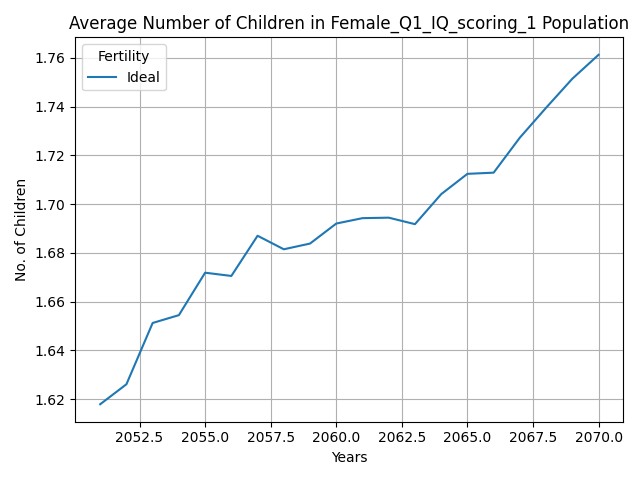 Average Number of Children in Female_Q1_IQ_scoring_1 Population
Fertility
Ideal
No. of Children
1.76
1.74
1.72
1.70
1.68
1.66
1.64
1.62
2052.5 2055.0 2057.5 2060.0 2062.5 2065.0 2067.5 2070.0
Years